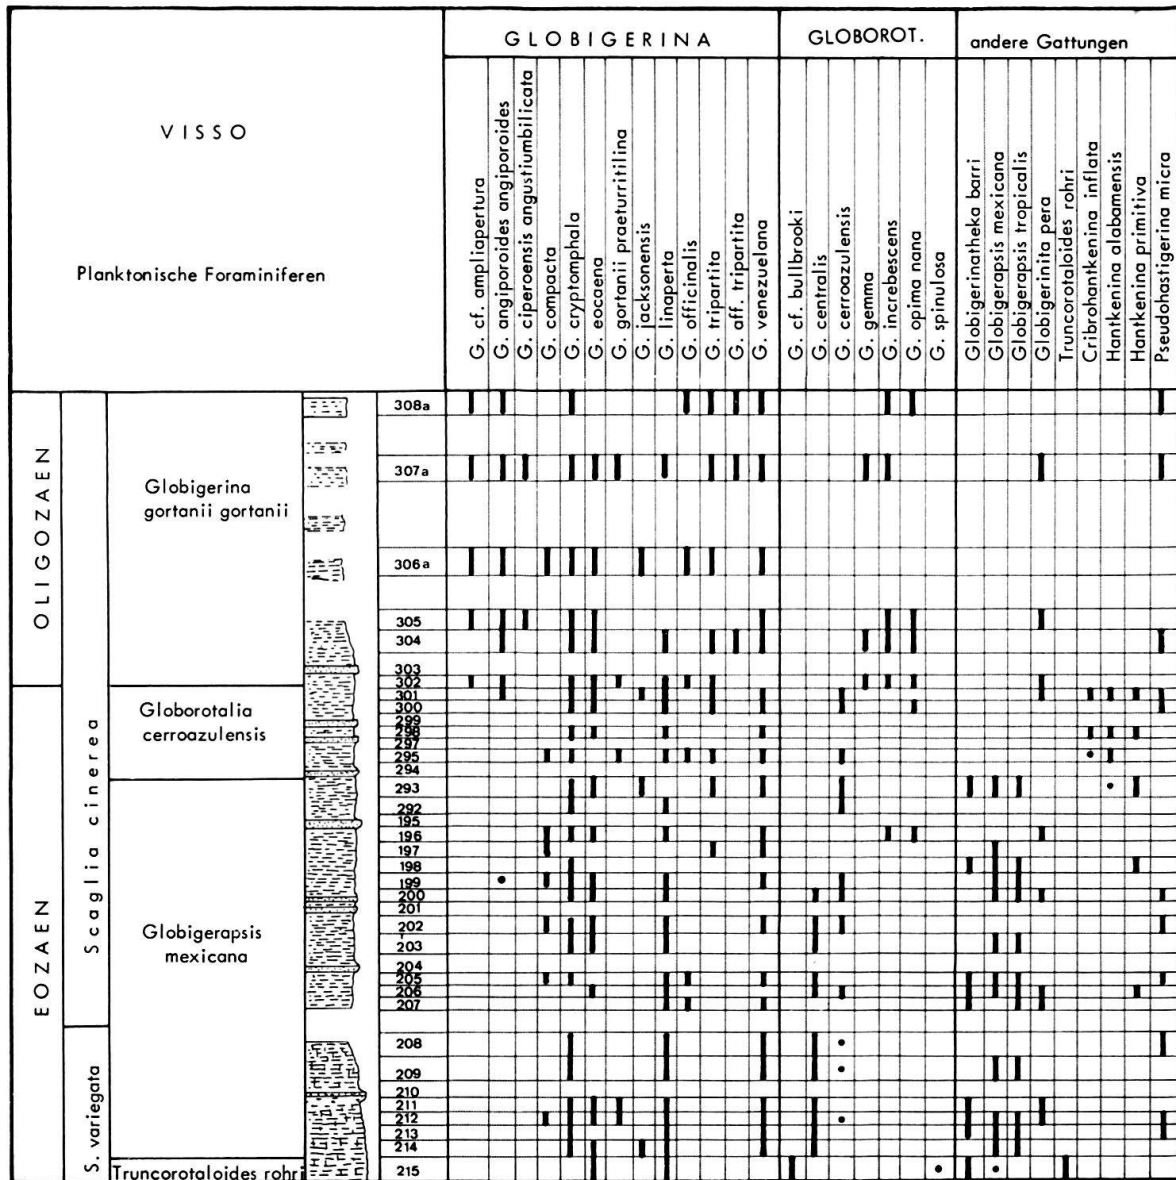 VISSO
Planktonische Foraminiferen
GLOBIGERINA
GLOBOROT.
andere Gattungen
G. cf. ampliapertura
G. angiporoides angiporoides
G. ciperoensis angustiumbilicata
G. compacta
G. cryptomphala
G. eocaena
G. gortanii praeturritilina
G. jacksonensis
G. linaperta
G. officinalis
G. tripartita
G. aff. tripartita
G. venezuelana
G. cf. bullbrooki
G. centralis
G. cerroazulensis
G. gemma
G. increbescens
G. opima nana
G. spinulosa
Globigerinatheka barri
Globigerapsis mexicana
Globigerapsis tropicalis
Globigerinita pera
Truncorotaloides rohri
Cribrohantkenina inflata
Hantkenina alabamensis
Hantkenina primitiva
Pseudohastigerina micra
OLIGOZAEN
EOZAEN
Scaglia cinerea
S. variegata
Globigerina
gortanii gortanii
Globorotalia
cerroazulensis
Globigerapsis
mexicana
Truncorotaloides rohri
308a
307a
306a
305
304
303
302
301
300
299
298
297
295
294
293
292
195
196
197
198
199
200
201
202
203
204
205
206
207
208
209
210
211
212
213
214
215